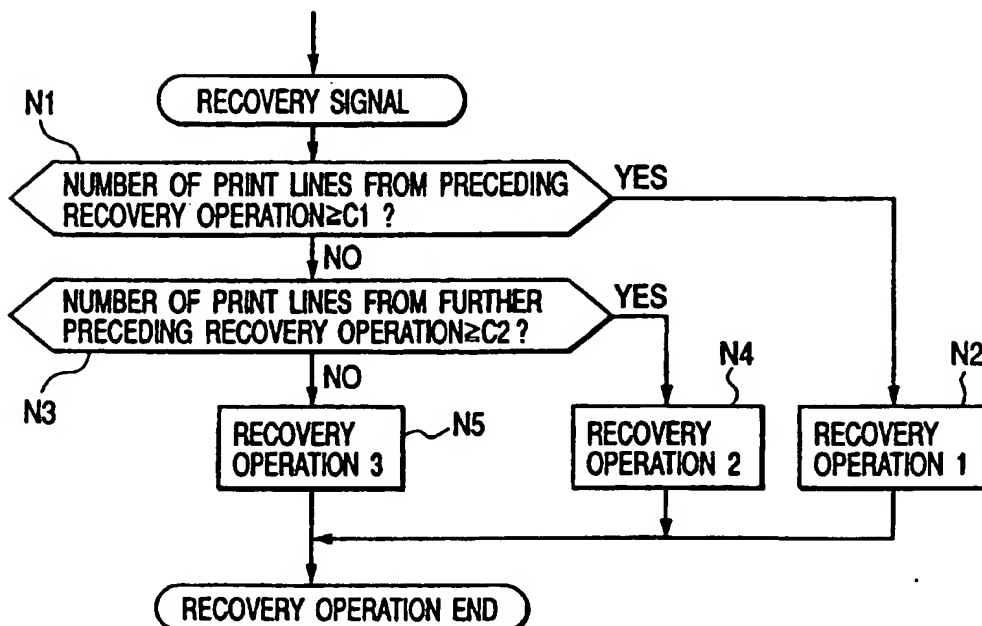 RECOVERY SIGNAL
N1
NUMBER OF PRINT LINES FROM PRECEDING
RECOVERY OPERATION≥C1 ?
YES
NO
NUMBER OF PRINT LINES FROM FURTHER
PRECEDING RECOVERY OPERATION≧C2 ?
YES
N3
NO
N4
N2
RECOVERY
OPERATION 3
N5
RECOVERY
OPERATION 2
RECOVERY
OPERATION 1
RECOVERY OPERATION END